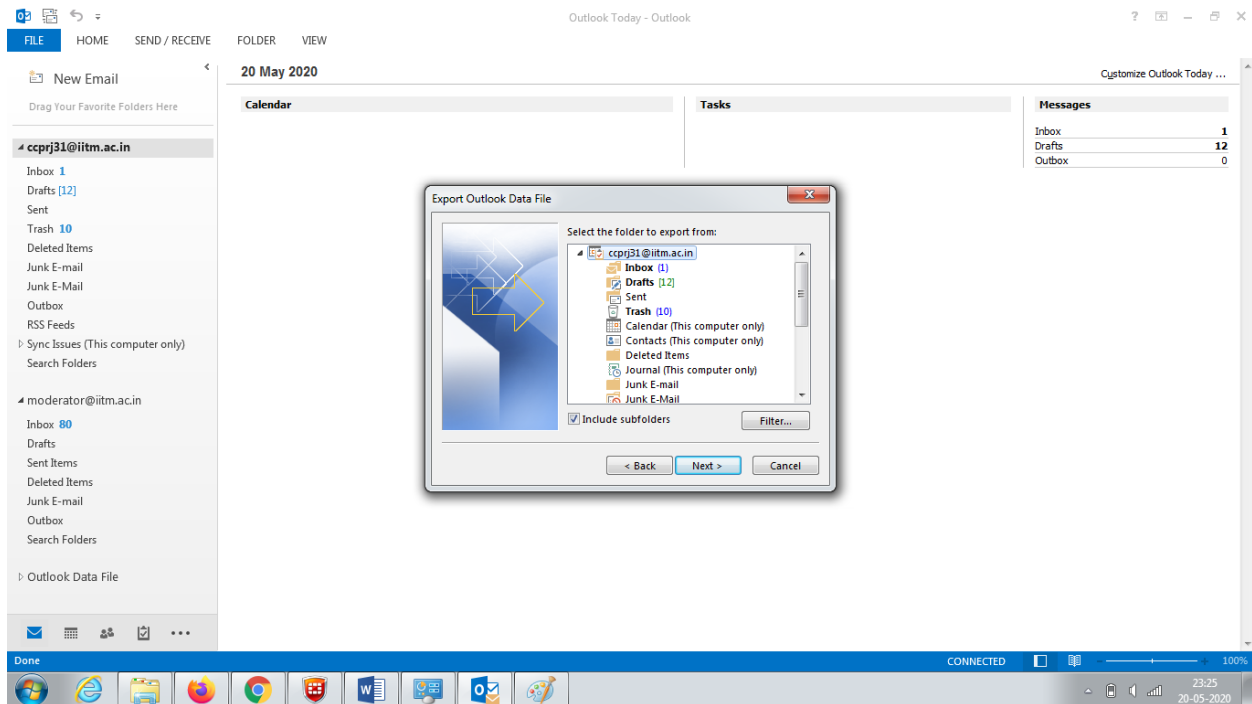 Outlook Today - Outlook
FILE HOME SEND / RECEIVE FOLDER VIEW
New Email
Drag Your Favorite Folders Here
ccprj31@iitm.ac.in
Inbox 1
Drafts [12]
Sent
Trash 10
Deleted Items
Junk E-mail
Junk E-Mail
Outbox
RSS Feeds
Sync Issues (This computer only)
Search Folders
moderator@iitm.ac.in
Inbox 80
Drafts
Sent Items
Deleted Items
Junk E-mail
Outbox
Search Folders
Outlook Data File
20 May 2020
Customize Outlook Today ...
Calendar
Tasks
Messages
Inbox 1
Drafts 12
Outbox 0
Export Outlook Data File
Select the folder to export from:
ccprj31@iitm.ac.in
Inbox (1)
Drafts [12]
Sent
Trash (10)
Calendar (This computer only)
Contacts (This computer only)
Deleted Items
Journal (This computer only)
Junk E-mail
Junk E-Mail
Include subfolders
Filter...
< Back Next > Cancel
Done
CONNECTED
100%
23:25
20-05-2020